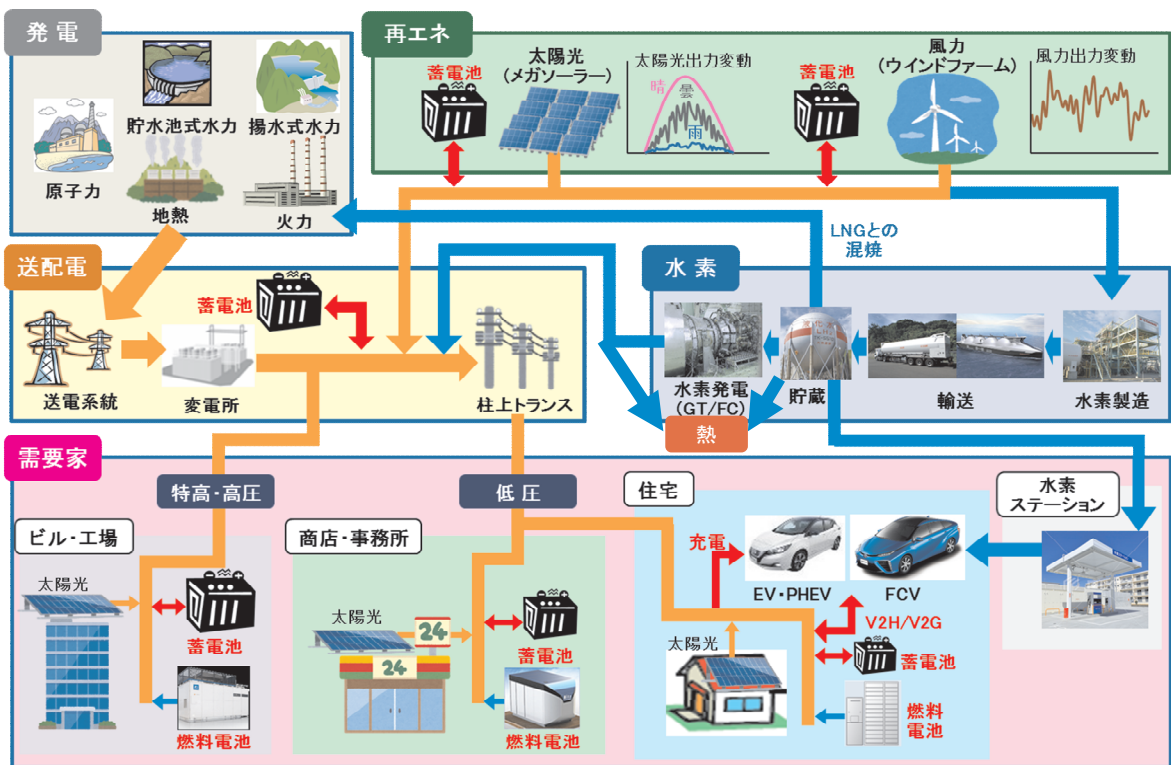 発電
貯水池式水力
揚水式水力
原子力
地熱
火力
再エネ
蓄電池
太陽光
(メガソーラー)
太陽光出力変動
晴
曇
雨
蓄電池
風力
(ウインドファーム)
風力出力変動
LNGとの
混焼
送配電
蓄電池
送電系統
変電所
柱上トランス
水素
水素発電
(GT/FC)
貯蔵
輸送
水素製造
熱
需要家
特高・高圧
低圧
ビル・工場
太陽光
蓄電池
燃料電池
商店・事務所
太陽光
24
24
蓄電池
燃料電池
住宅
充電
EV・PHEV
FCV
V2H/V2G
太陽光
蓄電池
燃料
電池
水素
ステーション